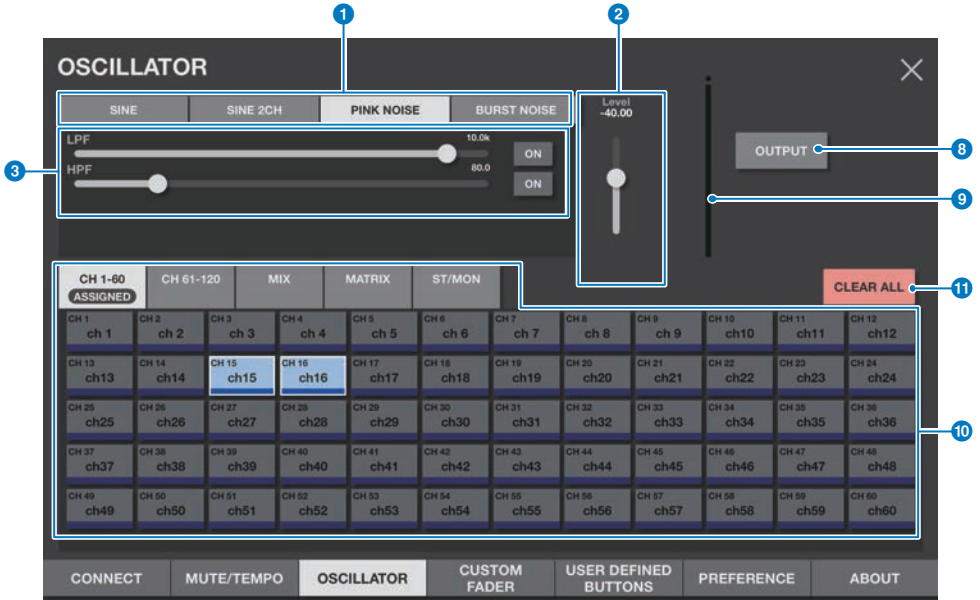 1 2
OSCILLATOR
SINE SINE 2CH PINK NOISE BURST NOISE
Level
-40.00
LPF 10.0k ON
3
HPF 80.0 ON
OUTPUT 8
9
CH 1-60 CH 61-120 MIX MATRIX ST/MON
ASSIGNED
CLEAR ALL 11
CH 1 CH 2 CH 3 CH 4 CH 5 CH 6 CH 7 CH 8 CH 9 CH 10 CH 11 CH 12
ch 1 ch 2 ch 3 ch 4 ch 5 ch 6 ch 7 ch 8 ch 9 ch10 ch11 ch12
CH 13 CH 14 CH 15 CH 16 CH 17 CH 18 CH 19 CH 20 CH 21 CH 22 CH 23 CH 24
ch13 ch14 ch15 ch16 ch17 ch18 ch19 ch20 ch21 ch22 ch23 ch24
CH 25 CH 26 CH 27 CH 28 CH 29 CH 30 CH 31 CH 32 CH 33 CH 34 CH 35 CH 36
ch25 ch26 ch27 ch28 ch29 ch30 ch31 ch32 ch33 ch34 ch35 ch36
10
CH 37 CH 38 CH 39 CH 40 CH 41 CH 42 CH 43 CH 44 CH 45 CH 46 CH 47 CH 48
ch37 ch38 ch39 ch40 ch41 ch42 ch43 ch44 ch45 ch46 ch47 ch48
CH 49 CH 50 CH 51 CH 52 CH 53 CH 54 CH 55 CH 56 CH 57 CH 58 CH 59 CH 60
ch49 ch50 ch51 ch52 ch53 ch54 ch55 ch56 ch57 ch58 ch59 ch60
CONNECT MUTE/TEMPO OSCILLATOR CUSTOM FADER USER DEFINED BUTTONS PREFERENCE ABOUT